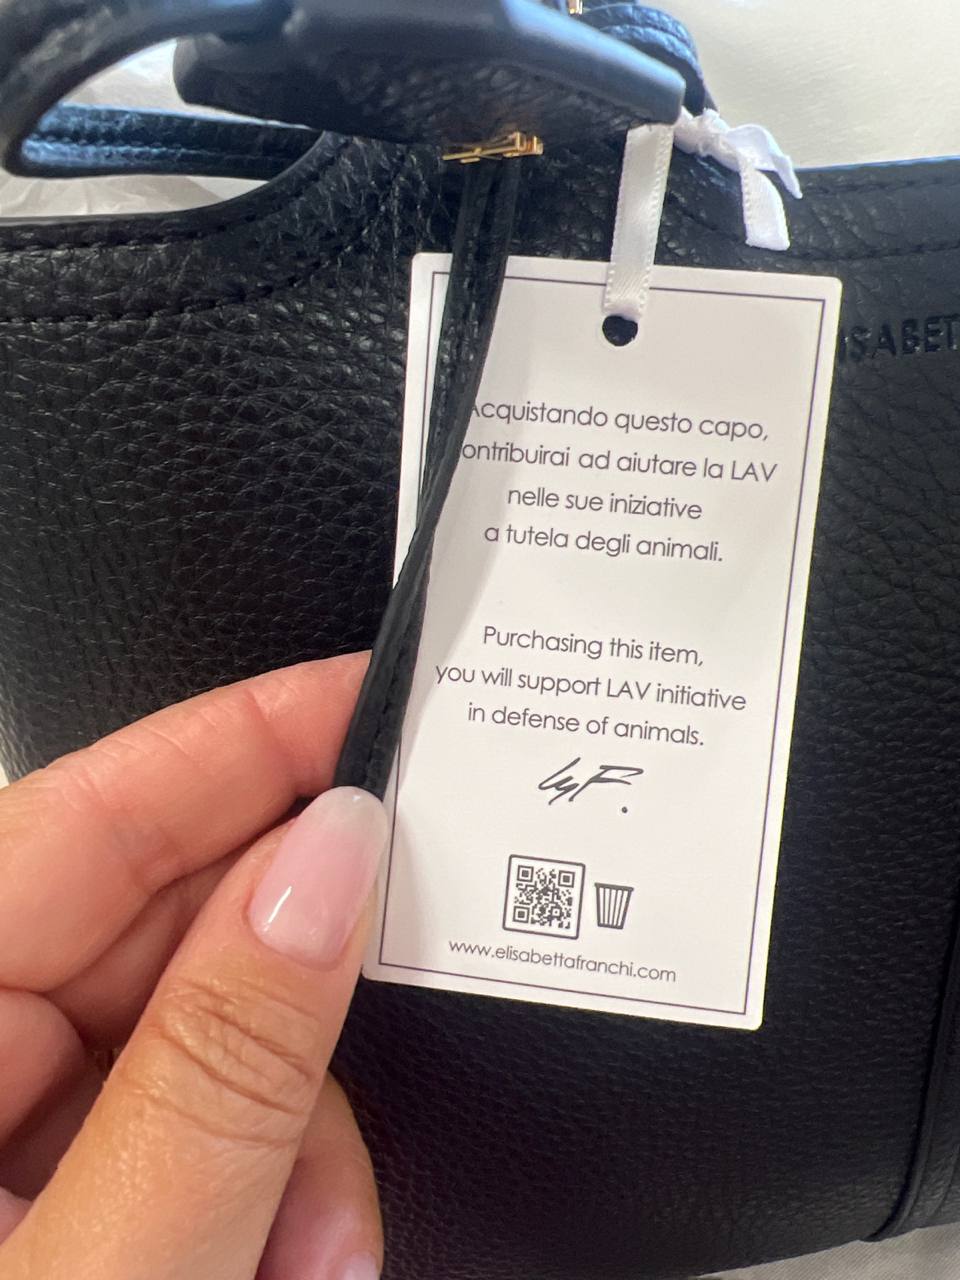 ISABET
Acquistando questo capo,
ontribuirai ad aiutare la LAV
nelle sue iniziative
a tutela degli animali.
Purchasing this item,
you will support LAV initiative
in defense of animals.
www.elisabettafranchi.com